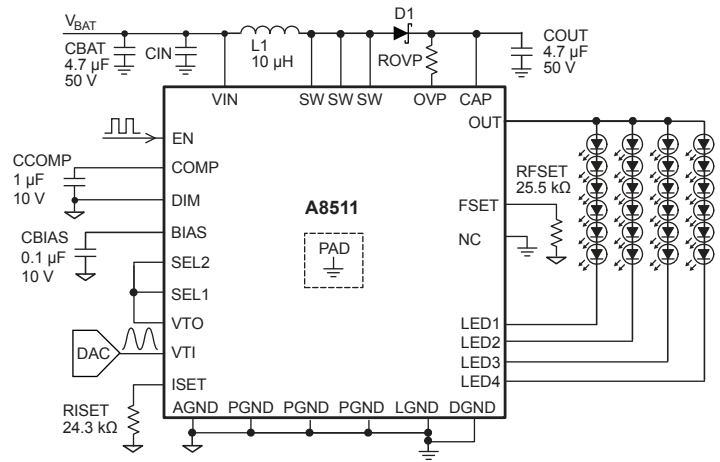 VBAT
CBAT
4.7 µF
50 V
CIN
L1
10 µH
D1
ROVP
COUT
4.7 µF
50 V
VIN
SW SW SW
OVP
CAP
OUT
EN
CCOMP
1 µF
10 V
COMP
DIM
CBIAS
0.1 µF
10 V
BIAS
SEL2
SEL1
VTO
DAC
VTI
RISET
24.3 kΩ
ISET
A8511
PAD
RFSET
25.5 kΩ
FSET
NC
LED1
LED2
LED3
LED4
AGND PGND PGND PGND LGND DGND